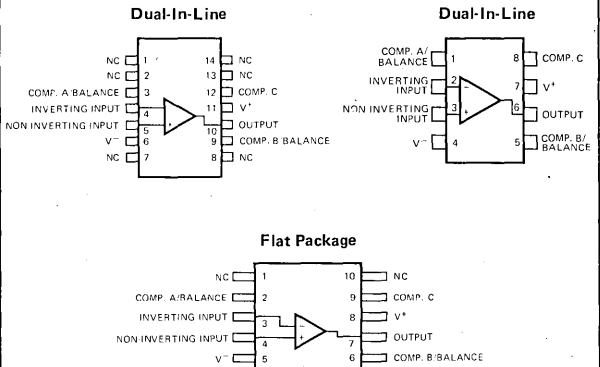 Dual-In-Line
NC 1 14 NC
NC 2 13 NC
COMP. A/BALANCE 3 12 COMP. C
INVERTING INPUT 4 11 V+
NON INVERTING INPUT 5 10 OUTPUT
V− 6 9 COMP. B/BALANCE
NC 7 8 NC
Dual-In-Line
COMP. A/
BALANCE 1 8 COMP. C
INVERTING
INPUT 2 7 V+
NON INVERTING
INPUT 3 6 OUTPUT
V− 4 5 COMP. B/
BALANCE
Flat Package
NC 1 10 NC
COMP. A/BALANCE 2 9 COMP. C
INVERTING INPUT 3 8 V+
NON-INVERTING INPUT 4 7 OUTPUT
V− 5 6 COMP. B/BALANCE